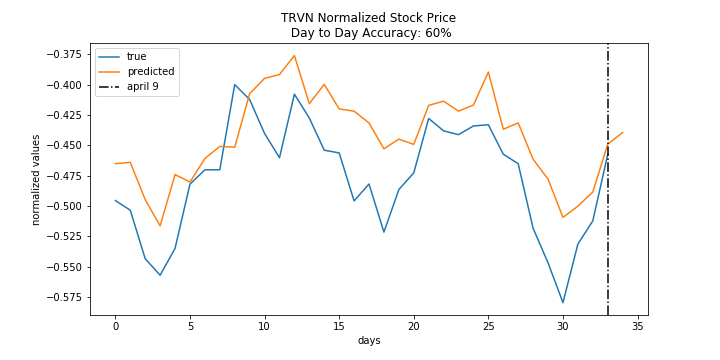 TRVN Normalized Stock Price
Day to Day Accuracy: 60%
true
predicted
april 9
normalized values
−0.375
−0.400
−0.425
−0.450
−0.475
−0.500
−0.525
−0.550
−0.575
0 5 10 15 20 25 30 35
days